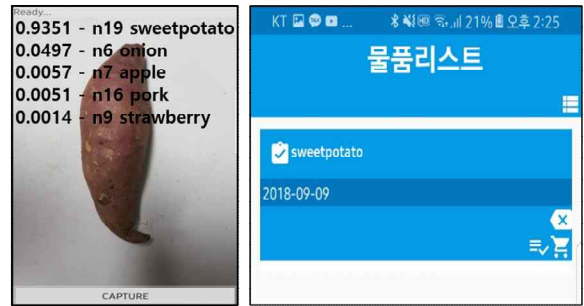 Ready...
0.9351 - n19 sweetpotato
0.0497 - n6 onion
0.0057 - n7 apple
0.0051 - n16 pork
0.0014 - n9 strawberry
CAPTURE
KT ... 21% 오후 2:25
물품리스트
sweetpotato
2018-09-09